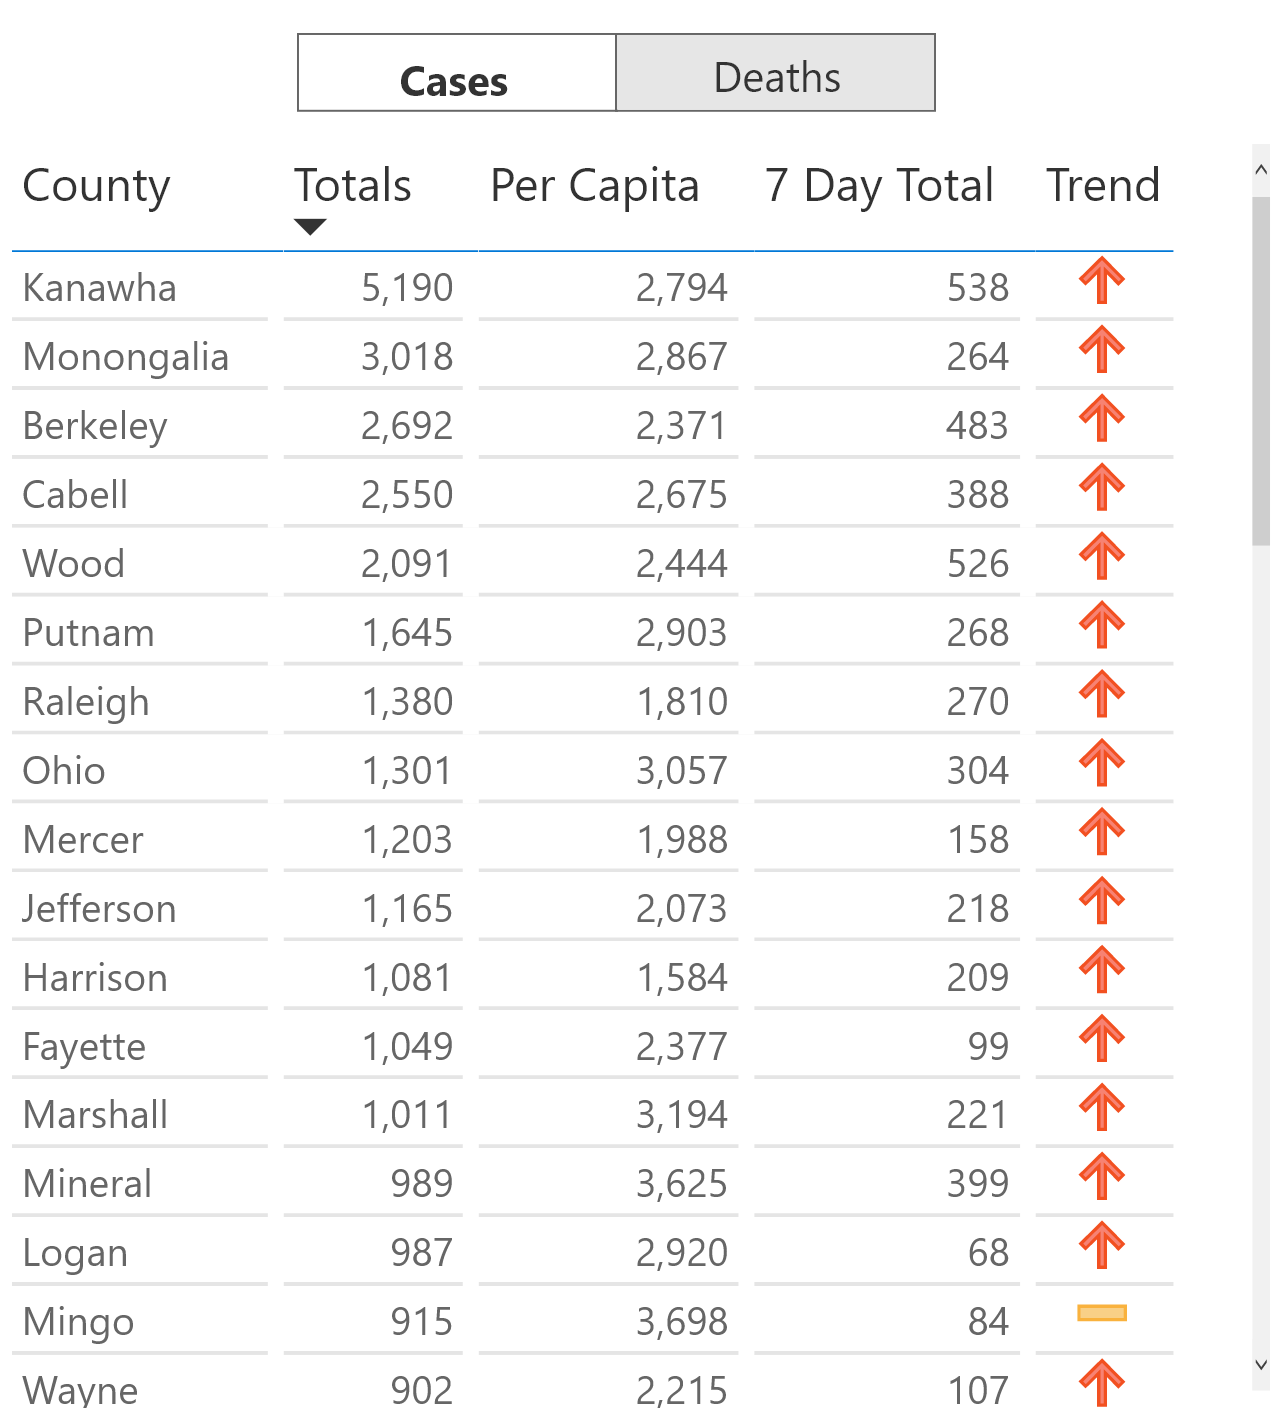 Cases Deaths
County Totals Per Capita 7 Day Total Trend
Kanawha 5,190 2,794 538
Monongalia 3,018 2,867 264
Berkeley 2,692 2,371 483
Cabell 2,550 2,675 388
Wood 2,091 2,444 526
Putnam 1,645 2,903 268
Raleigh 1,380 1,810 270
Ohio 1,301 3,057 304
Mercer 1,203 1,988 158
Jefferson 1,165 2,073 218
Harrison 1,081 1,584 209
Fayette 1,049 2,377 99
Marshall 1,011 3,194 221
Mineral 989 3,625 399
Logan 987 2,920 68
Mingo 915 3,698 84
Wayne 902 2,215 107